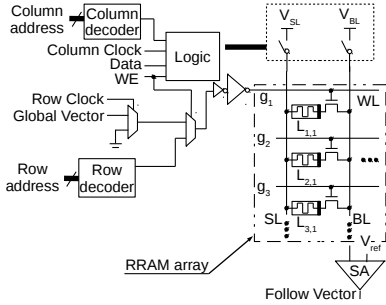 Column address
Column decoder
Column Clock
Data
WE
Logic
V_SL
V_BL
Row Clock
Global Vector
Row address
Row decoder
g_1
WL
L_1,1
g_2
L_2,1
g_3
L_3,1
SL
BL
V_ref
RRAM array
SA
Follow Vector